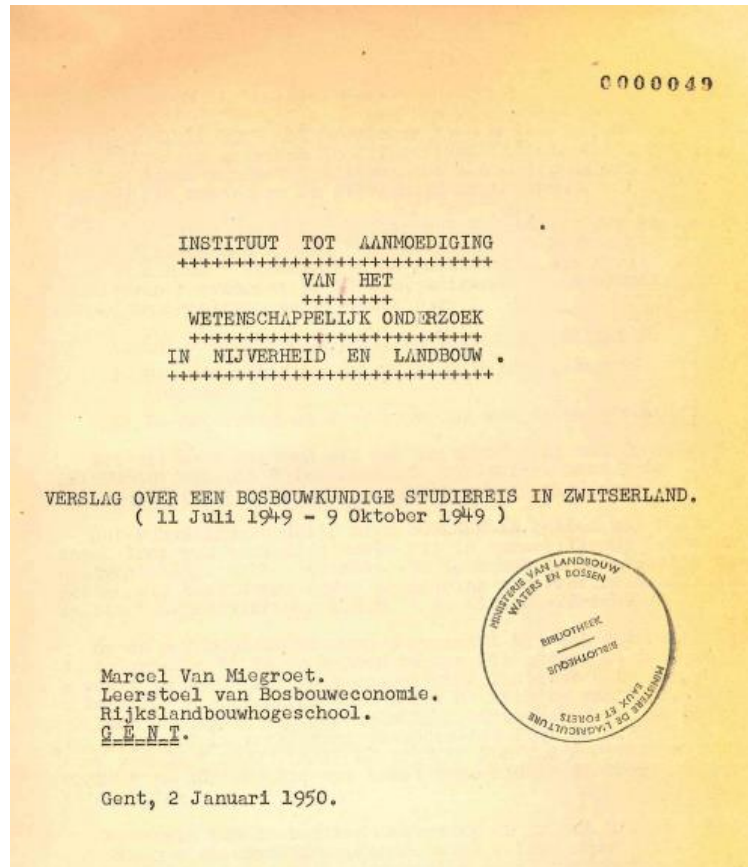 0000049
INSTITUUT TOT AANMOEDIGING
+++++++++++++++++++++++++++
VAN HET
++++++++
WETENSCHAPPELIJK ONDERZOEK
+++++++++++++++++++++++++
IN NIJVERHEID EN LANDBOUW .
++++++++++++++++++++++++++++
VERSLAG OVER EEN BOSBOUWKUNDIGE STUDIEREIS IN ZWITSERLAND.
( 11 Juli 1949 - 9 Oktober 1949 )
MINISTERIE VAN LANDBOUW
WATERS EN BOSSEN
BIBLIOTHEEK
BIBLIOTHEQUE
EAUX ET FORETS
MINISTERE DE L'AGRICULTURE
Marcel Van Miegroet.
Leerstoel van Bosbouweconomie.
Rijkslandbouwhogeschool.
G E N T.
Gent, 2 Januari 1950.